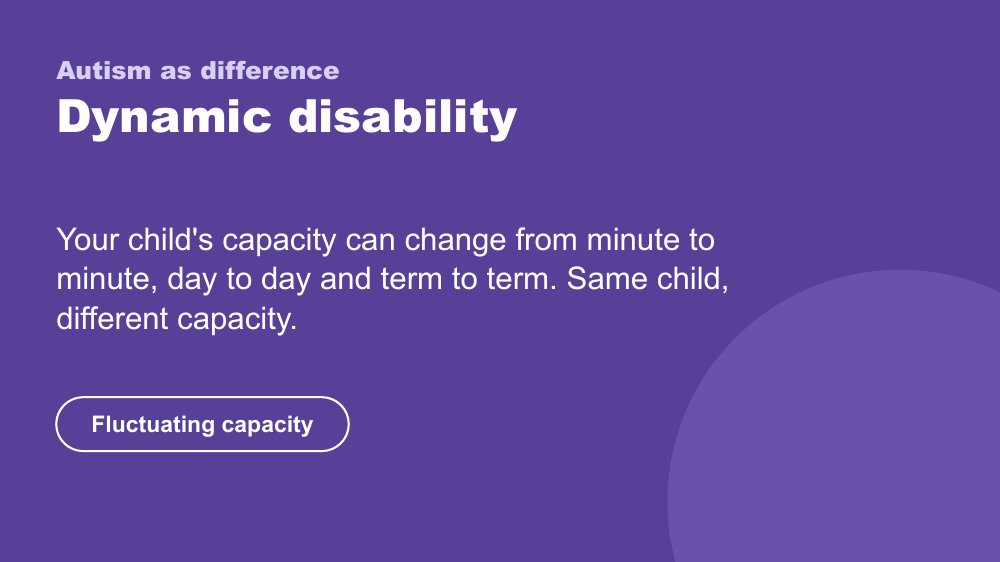 Autism as difference
Dynamic disability
Your child's capacity can change from minute to
minute, day to day and term to term. Same child,
different capacity.
Fluctuating capacity